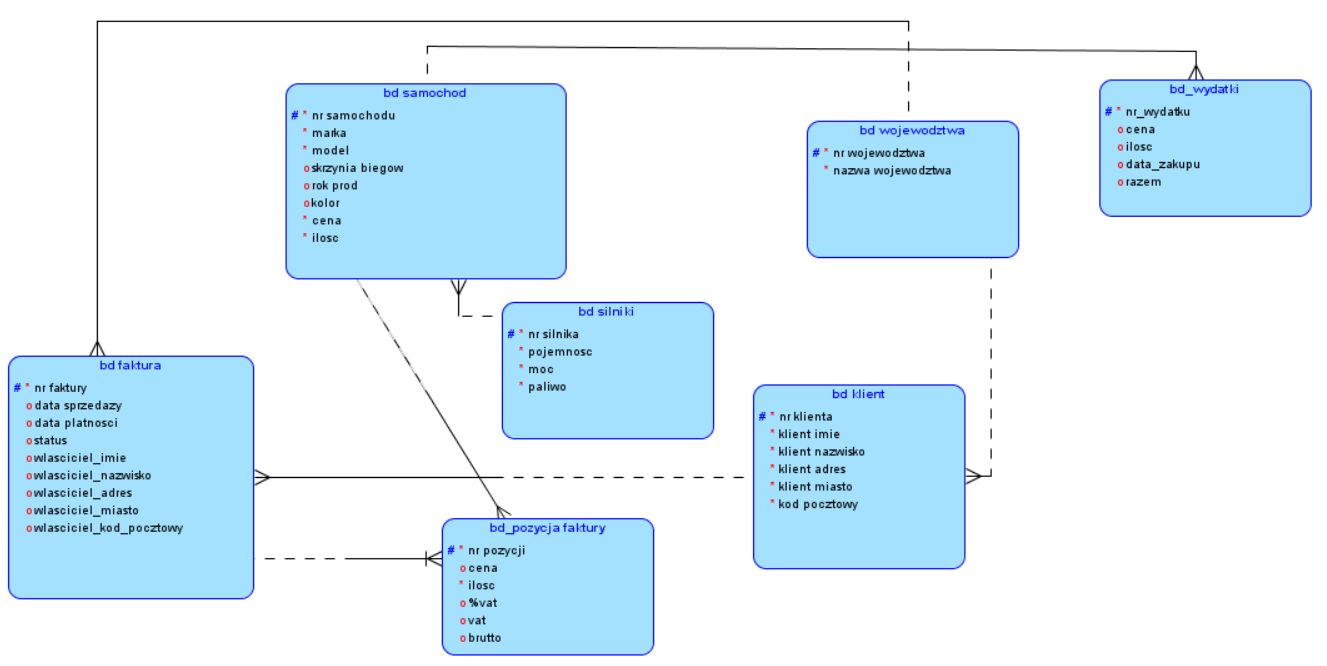 bd samochod
# * nr samochodu
* marka
* model
o skrzynia biegow
o rok prod
o kolor
* cena
* ilosc
bd wojewodztwa
# * nr wojewodztwa
* nazwa wojewodztwa
bd_wydatki
# * nr_wydatku
o cena
o ilosc
o data_zakupu
o razem
bd silniki
# * nr silnika
* pojemnosc
* moc
* paliwo
bd faktura
# * nr faktury
o data sprzedazy
o data platnosci
o status
o wlasciciel_imie
o wlasciciel_nazwisko
o wlasciciel_adres
o wlasciciel_miasto
o wlasciciel_kod_pocztowy
bd klient
# * nr klienta
* klient imie
* klient nazwisko
* klient adres
* klient miasto
* kod pocztowy
bd_pozycja faktury
# * nr pozycji
o cena
* ilosc
o %vat
o vat
o brutto